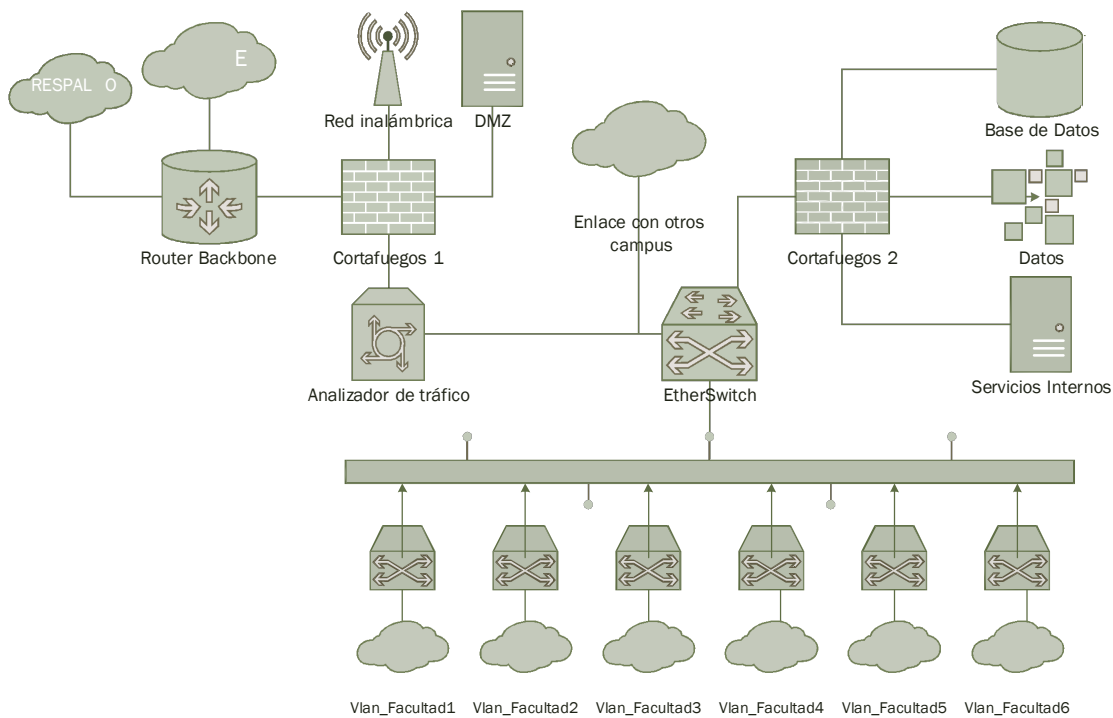 E
RESPAL O
Red inalámbrica
DMZ
Base de Datos
Enlace con otros
campus
Router Backbone
Cortafuegos 1
Cortafuegos 2
Datos
Analizador de tráfico
EtherSwitch
Servicios Internos
Vlan_Facultad1
Vlan_Facultad2
Vlan_Facultad3
Vlan_Facultad4
Vlan_Facultad5
Vlan_Facultad6